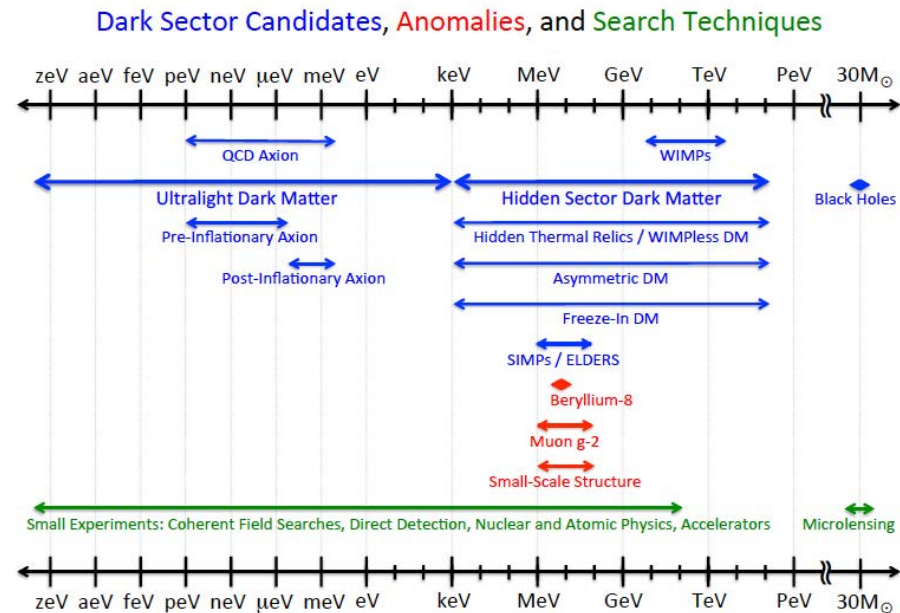 Dark Sector Candidates, Anomalies, and Search Techniques
zeV aeV feV peV neV μeV meV eV keV MeV GeV TeV PeV 30M⊙
QCD Axion WIMPs
Ultralight Dark Matter Hidden Sector Dark Matter Black Holes
Pre-Inflationary Axion Hidden Thermal Relics / WIMPless DM
Post-Inflationary Axion Asymmetric DM
Freeze-In DM
SIMPs / ELDERS
Beryllium-8
Muon g-2
Small-Scale Structure
Small Experiments: Coherent Field Searches, Direct Detection, Nuclear and Atomic Physics, Accelerators Microlensing
zeV aeV feV peV neV μeV meV eV keV MeV GeV TeV PeV 30M⊙